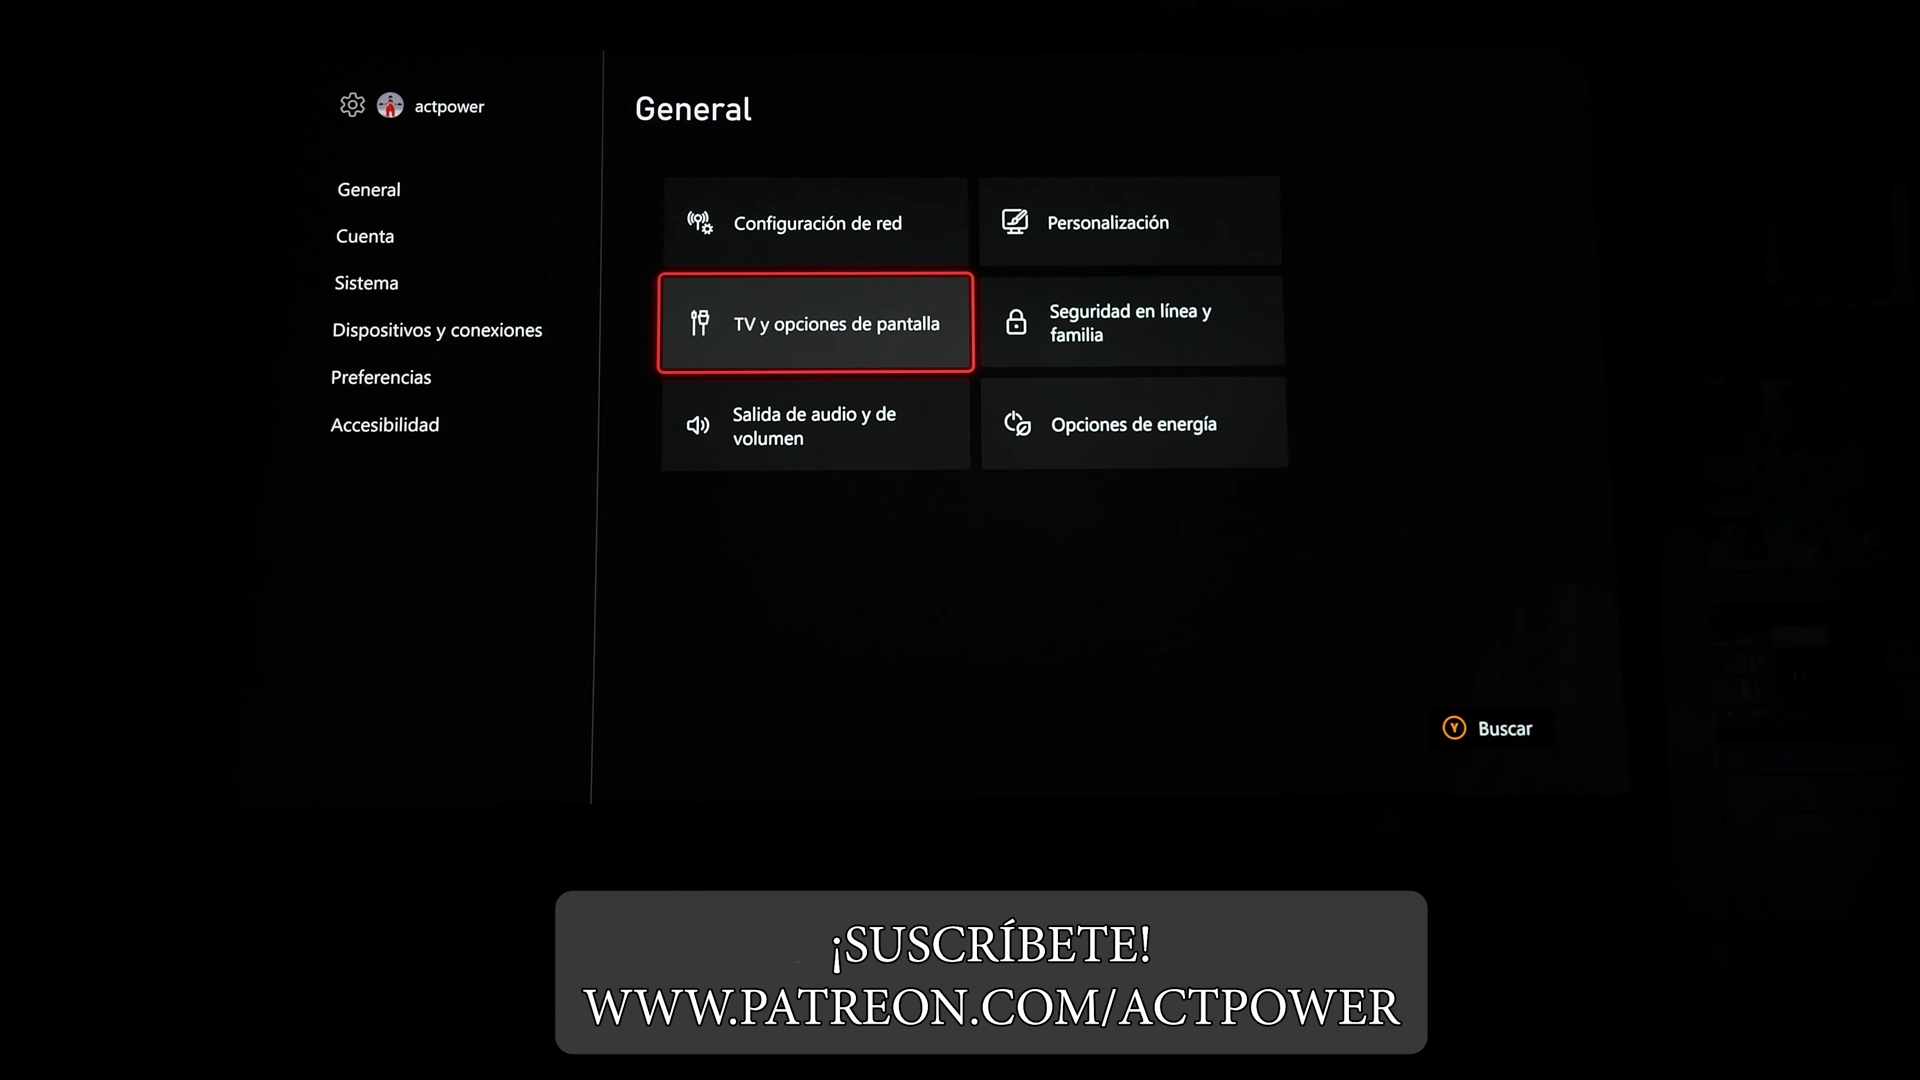 actpower
General
Cuenta
Sistema
Dispositivos y conexiones
Preferencias
Accesibilidad
General
Configuración de red
Personalización
TV y opciones de pantalla
Seguridad en línea y
familia
Salida de audio y de
volumen
Opciones de energía
Y Buscar
¡SUSCRÍBETE!
WWW.PATREON.COM/ACTPOWER